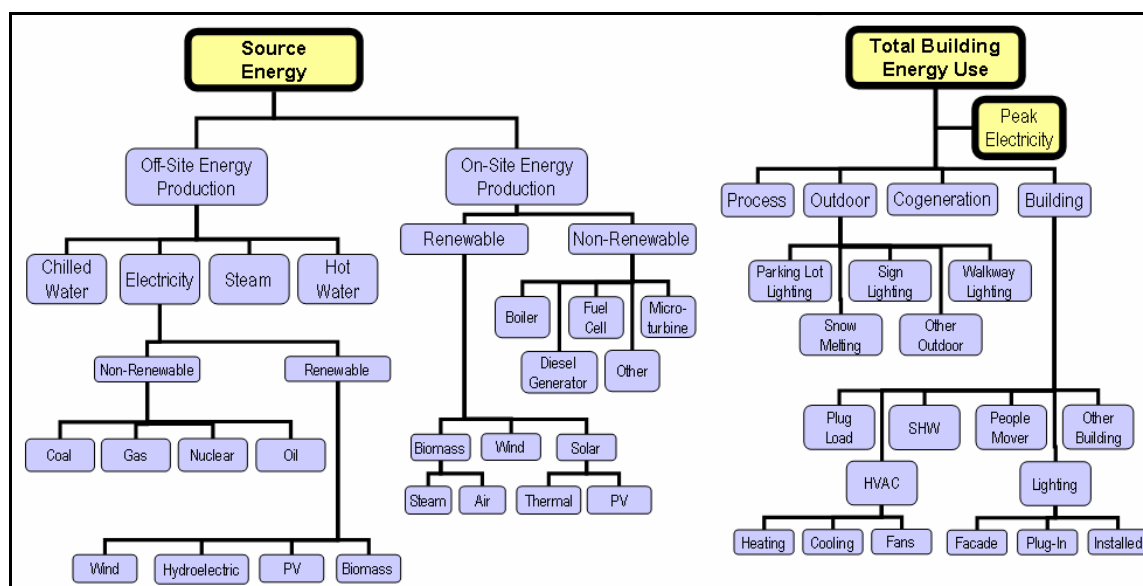 Source
Energy
Total Building
Energy Use
Peak
Electricity
Off-Site Energy
Production
On-Site Energy
Production
Process
Outdoor
Cogeneration
Building
Renewable
Non-Renewable
Chilled
Water
Electricity
Steam
Hot
Water
Parking Lot
Lighting
Sign
Lighting
Walkway
Lighting
Boiler
Fuel
Cell
Micro-
turbine
Snow
Melting
Other
Outdoor
Diesel
Generator
Other
Non-Renewable
Renewable
Plug
Load
SHW
People
Mover
Other
Building
Coal
Gas
Nuclear
Oil
Biomass
Wind
Solar
HVAC
Lighting
Steam
Air
Thermal
PV
Heating
Cooling
Fans
Facade
Plug-In
Installed
Wind
Hydroelectric
PV
Biomass